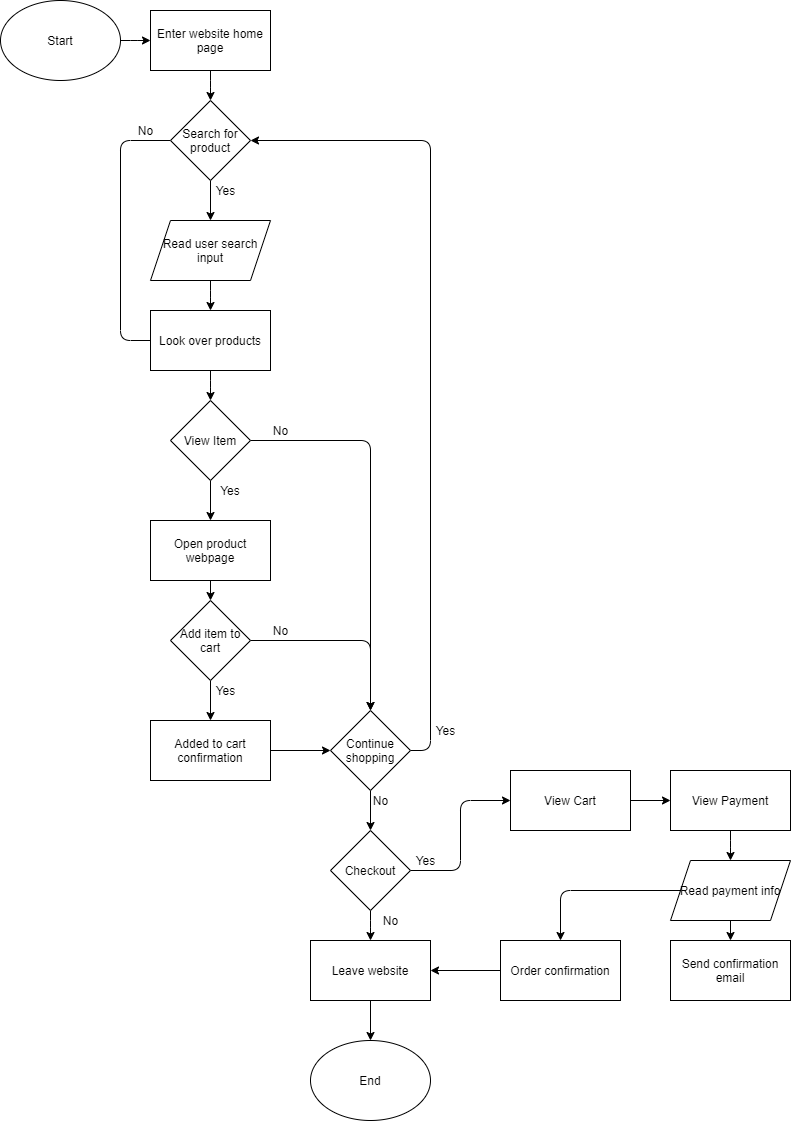 Start
Enter website home
page
No
Search for
product
Yes
Read user search
input
Look over products
View Item
No
Yes
Open product
webpage
Add item to
cart
No
Yes
Added to cart
confirmation
Continue
shopping
Yes
No
Checkout
Yes
View Cart
View Payment
Read payment info
No
Leave website
Order confirmation
Send confirmation
email
End